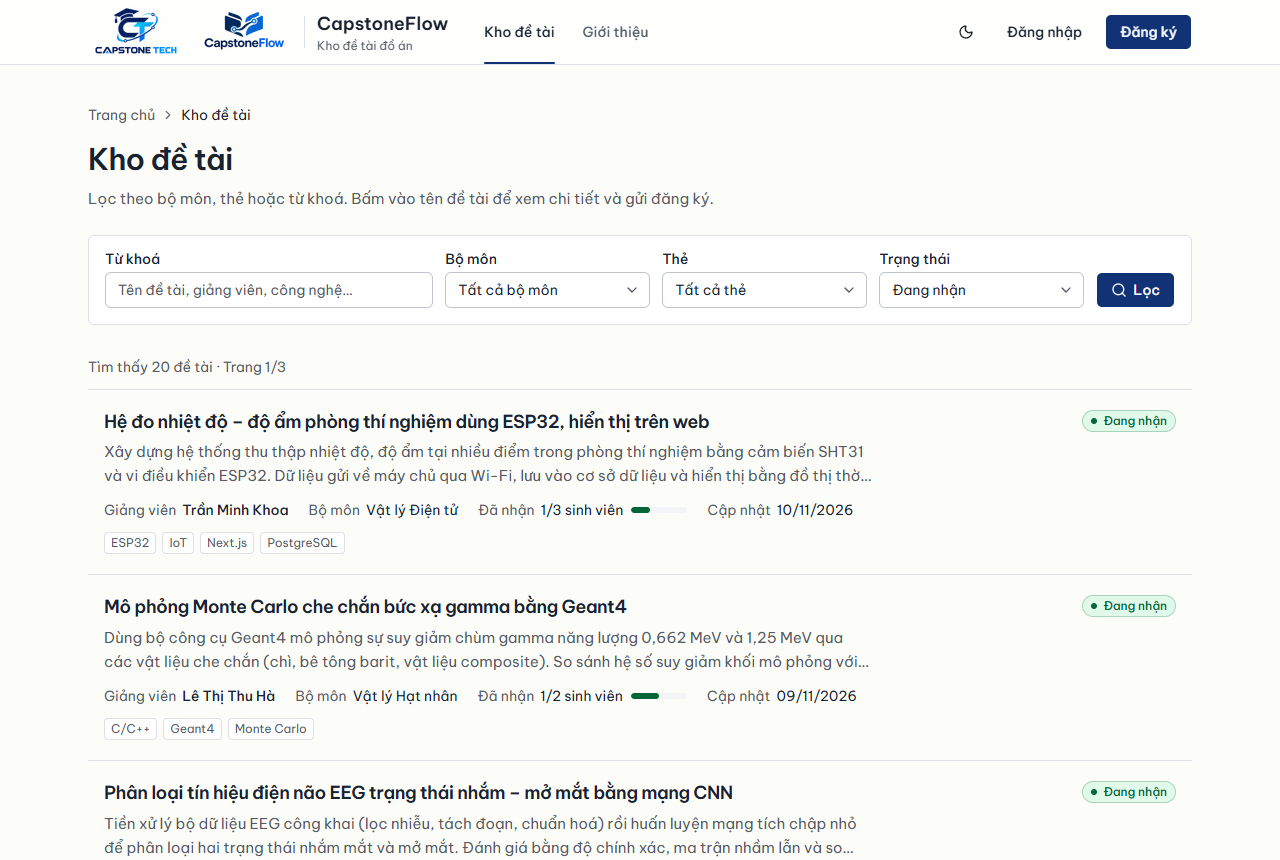 CAPSTONE TECH
CapstoneFlow
CapstoneFlow
Kho đề tài đồ án
Kho đề tài
Giới thiệu
Đăng nhập
Đăng ký
Trang chủ > Kho đề tài
Kho đề tài
Lọc theo bộ môn, thẻ hoặc từ khoá. Bấm vào tên đề tài để xem chi tiết và gửi đăng ký.
Từ khoá
Bộ môn
Thẻ
Trạng thái
Tên đề tài, giảng viên, công nghệ...
Tất cả bộ môn
Tất cả thẻ
Đang nhận
Lọc
Tìm thấy 20 đề tài · Trang 1/3
Hệ đo nhiệt độ – độ ẩm phòng thí nghiệm dùng ESP32, hiển thị trên web
Đang nhận
Xây dựng hệ thống thu thập nhiệt độ, độ ẩm tại nhiều điểm trong phòng thí nghiệm bằng cảm biến SHT31
và vi điều khiển ESP32. Dữ liệu gửi về máy chủ qua Wi-Fi, lưu vào cơ sở dữ liệu và hiển thị bằng đồ thị thờ...
Giảng viên Trần Minh Khoa Bộ môn Vật lý Điện tử Đã nhận 1/3 sinh viên Cập nhật 10/11/2026
ESP32 IoT Next.js PostgreSQL
Mô phỏng Monte Carlo che chắn bức xạ gamma bằng Geant4
Đang nhận
Dùng bộ công cụ Geant4 mô phỏng sự suy giảm chùm gamma năng lượng 0,662 MeV và 1,25 MeV qua
các vật liệu che chắn (chì, bê tông barit, vật liệu composite). So sánh hệ số suy giảm khối mô phỏng với...
Giảng viên Lê Thị Thu Hà Bộ môn Vật lý Hạt nhân Đã nhận 1/2 sinh viên Cập nhật 09/11/2026
C/C++ Geant4 Monte Carlo
Phân loại tín hiệu điện não EEG trạng thái nhắm – mở mắt bằng mạng CNN
Đang nhận
Tiền xử lý bộ dữ liệu EEG công khai (lọc nhiễu, tách đoạn, chuẩn hoá) rồi huấn luyện mạng tích chập nhỏ
để phân loại hai trạng thái nhắm mắt và mở mắt. Đánh giá bằng độ chính xác, ma trận nhầm lẫn và so...